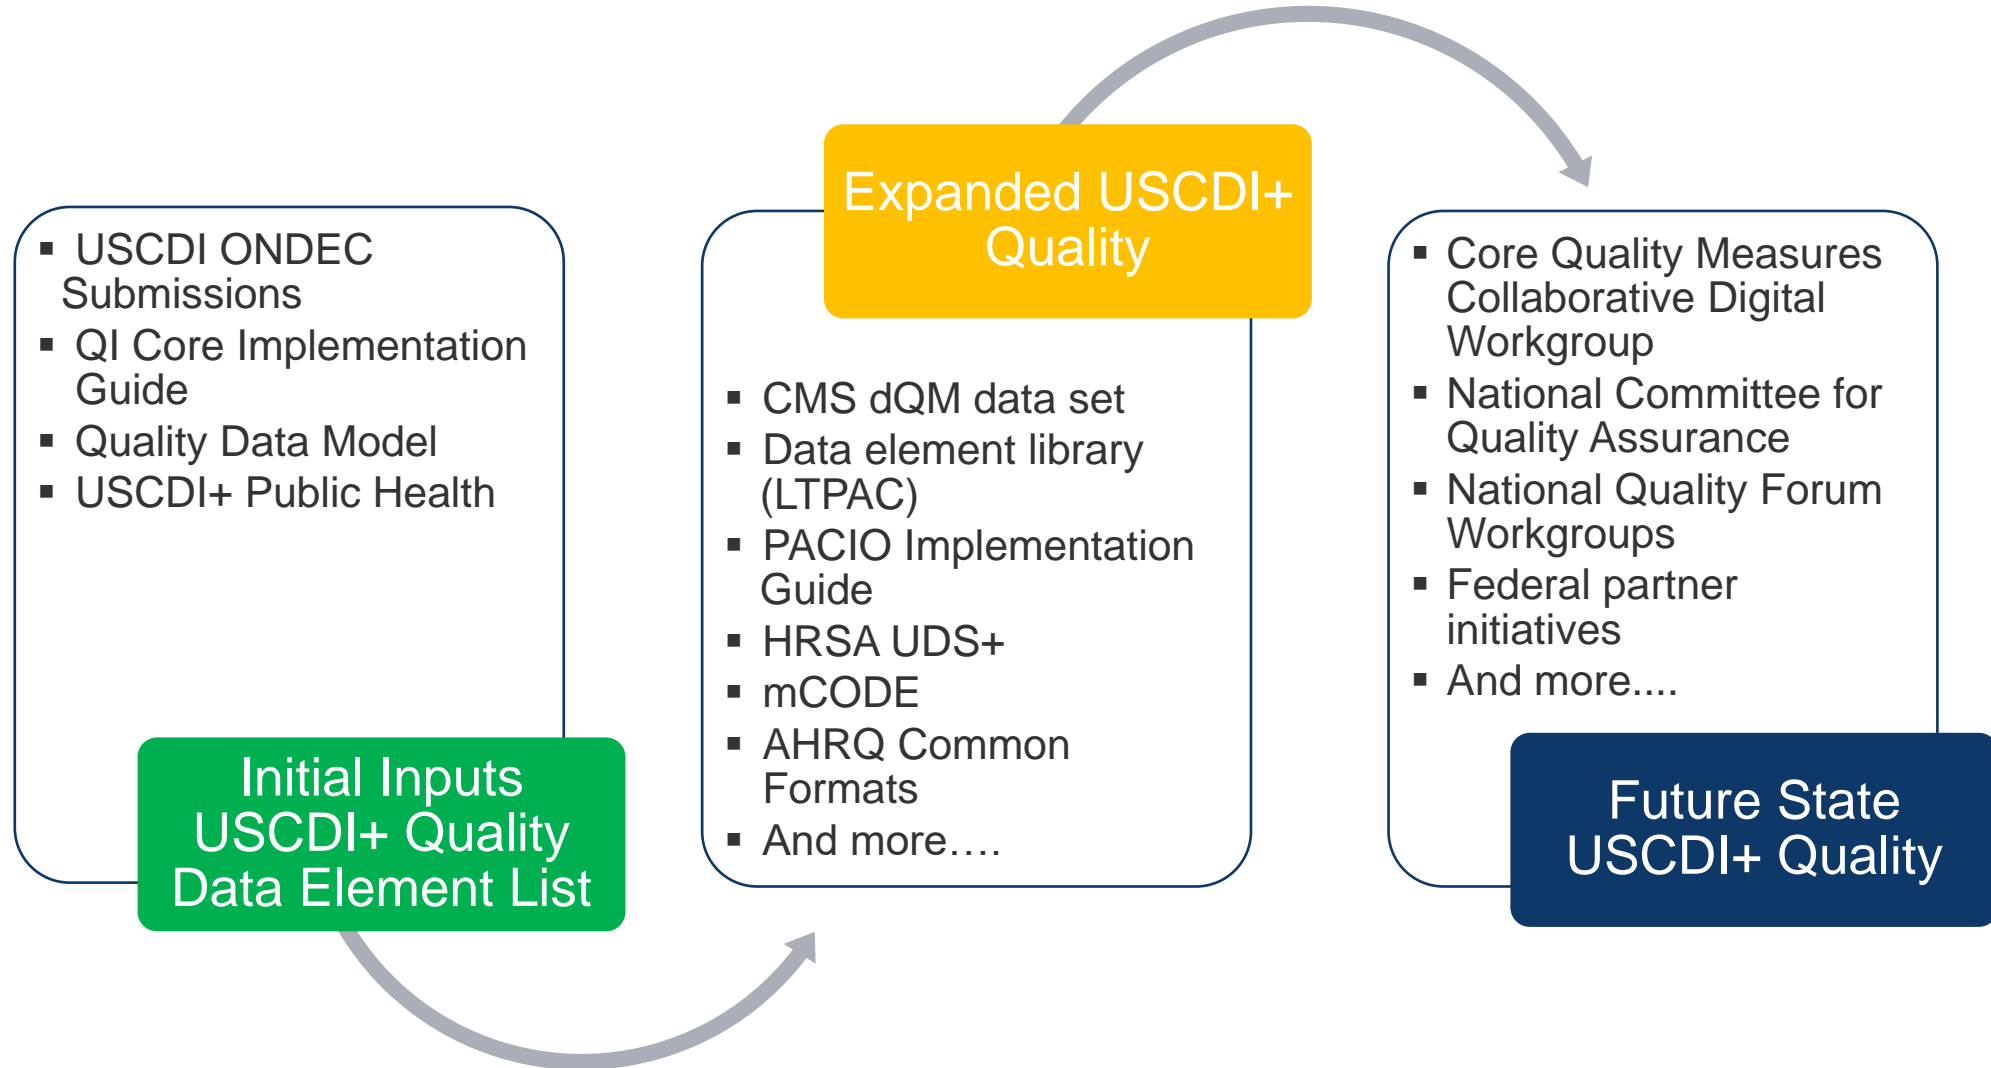 ▪ USCDI ONDEC
Submissions
▪ QI Core Implementation
Guide
▪ Quality Data Model
▪ USCDI+ Public Health
Initial Inputs
USCDI+ Quality
Data Element List
Expanded USCDI+
Quality
▪ CMS dQM data set
▪ Data element library
(LTPAC)
▪ PACIO Implementation
Guide
▪ HRSA UDS+
▪ mCODE
▪ AHRQ Common
Formats
▪ And more….
▪ Core Quality Measures
Collaborative Digital
Workgroup
▪ National Committee for
Quality Assurance
▪ National Quality Forum
Workgroups
▪ Federal partner
initiatives
▪ And more....
Future State
USCDI+ Quality